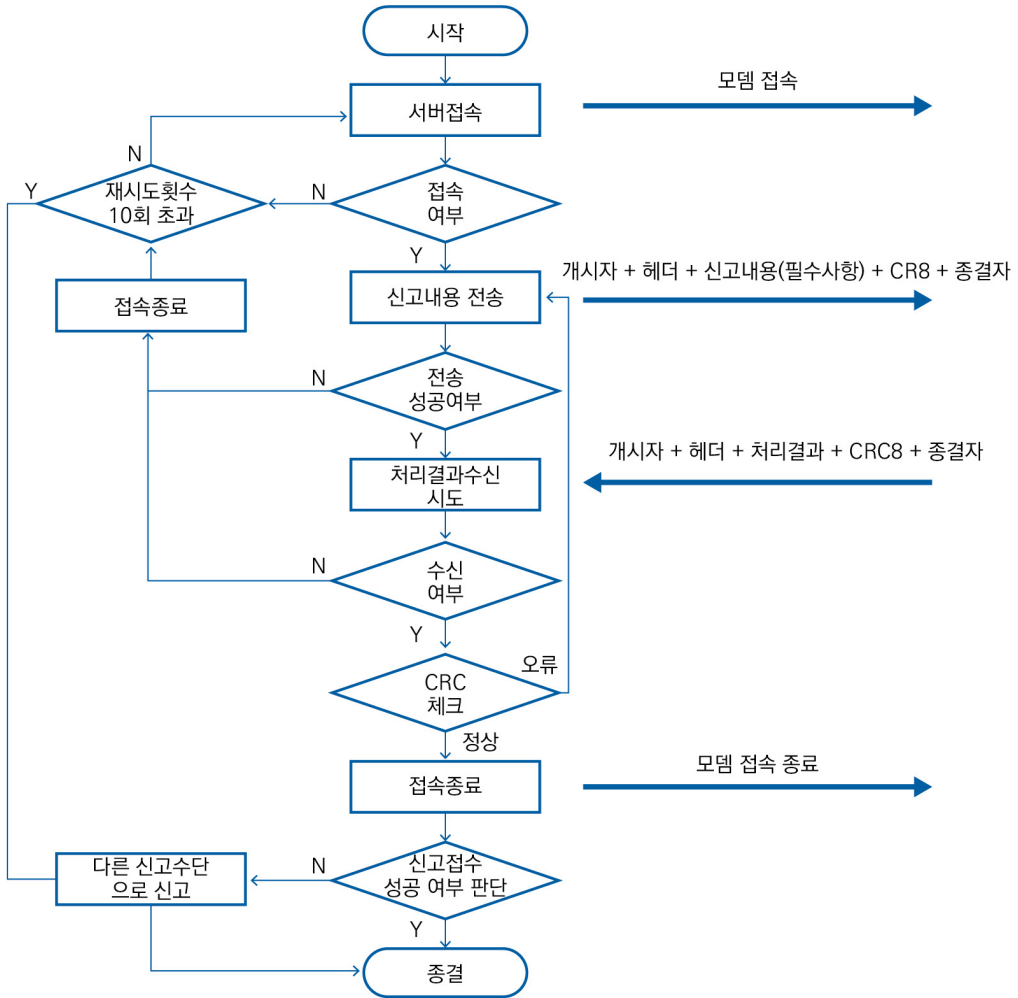 시작
서버접속
모뎀 접속
N
Y
재시도횟수
10회 초과
N
접속
여부
Y
개시자 + 헤더 + 신고내용(필수사항) + CR8 + 종결자
접속종료
신고내용 전송
N
전송
성공여부
Y
개시자 + 헤더 + 처리결과 + CRC8 + 종결자
처리결과수신
시도
N
수신
여부
Y
오류
CRC
체크
정상
모뎀 접속 종료
접속종료
다른 신고수단
으로 신고
N
신고접수
성공 여부 판단
Y
종결